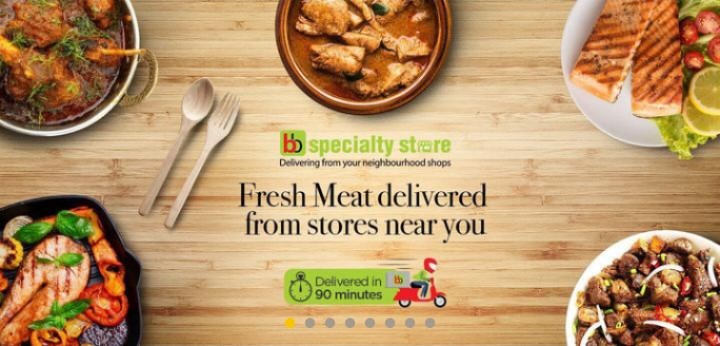 bb specialty store
Delivering from your neighbourhood shops
Fresh Meat delivered
from stores near you
Delivered in
90 minutes
bb